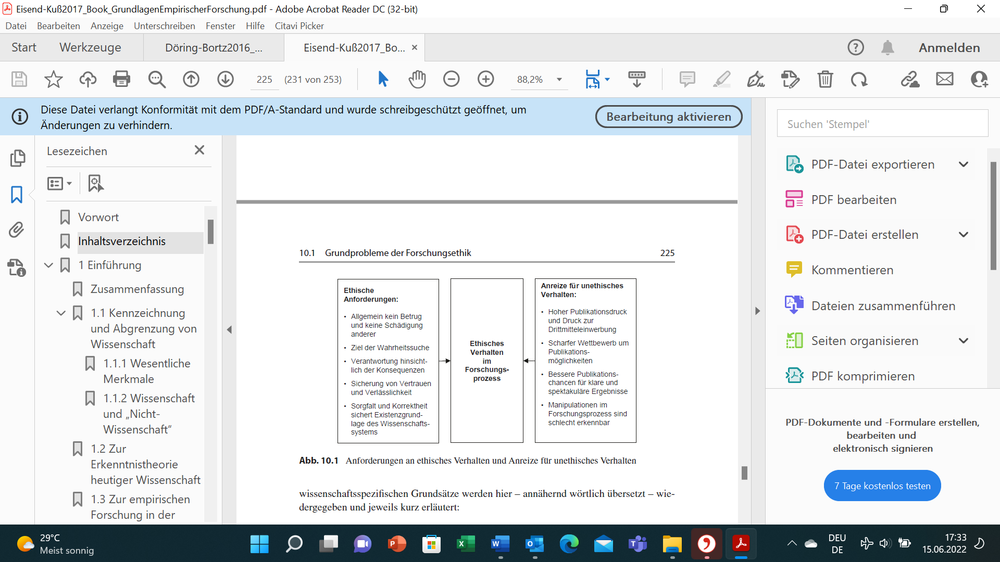 Eisend-Kuß2017_Book_GrundlagenEmpirischerForschung.pdf - Adobe Acrobat Reader DC (32-bit)
Datei Bearbeiten Anzeige Unterschreiben Fenster Hilfe Citavi Picker
Start Werkzeuge Döring-Bortz2016_... Eisend-Kuß2017_Bo... Anmelden
225 (231 von 253) 88,2%
Diese Datei verlangt Konformität mit dem PDF/A-Standard und wurde schreibgeschützt geöffnet, um
Änderungen zu verhindern.
Bearbeitung aktivieren
Lesezeichen
Vorwort
Inhaltsverzeichnis
1 Einführung
Zusammenfassung
1.1 Kennzeichnung
und Abgrenzung von
Wissenschaft
1.1.1 Wesentliche
Merkmale
1.1.2 Wissenschaft
und „Nicht-
Wissenschaft“
1.2 Zur
Erkenntnistheorie
heutiger Wissenschaft
1.3 Zur empirischen
Forschung in der
10.1 Grundprobleme der Forschungsethik 225
Ethische
Anforderungen:
• Allgemein kein Betrug
und keine Schädigung
anderer
• Ziel der Wahrheitssuche
• Verantwortung hinsicht-
lich der Konsequenzen
• Sicherung von Vertrauen
und Verlässlichkeit
• Sorgfalt und Korrektheit
sichert Existenzgrund-
lage des Wissenschafts-
systems
Ethisches
Verhalten
im
Forschungs-
prozess
Anreize für unethisches
Verhalten:
• Hoher Publikationsdruck
und Druck zur
Drittmitteleinwerbung
• Scharfer Wettbewerb um
Publikations-
möglichkeiten
• Bessere Publikations-
chancen für klare und
spektakuläre Ergebnisse
• Manipulationen im
Forschungsprozess sind
schlecht erkennbar
Abb. 10.1 Anforderungen an ethisches Verhalten und Anreize für unethisches Verhalten
wissenschaftsspezifischen Grundsätze werden hier – annähernd wörtlich übersetzt – wie-
dergegeben und jeweils kurz erläutert:
Suchen 'Stempel'
PDF-Datei exportieren
PDF bearbeiten
PDF-Datei erstellen
Kommentieren
Dateien zusammenführen
Seiten organisieren
PDF komprimieren
PDF-Dokumente und -Formulare erstellen,
bearbeiten und
elektronisch signieren
7 Tage kostenlos testen
29°C
Meist sonnig
DEU
DE
17:33
15.06.2022